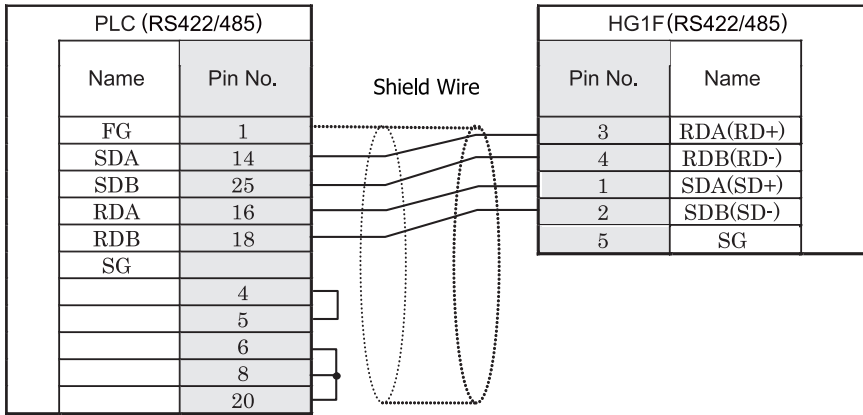 PLC (RS422/485)
Name Pin No.
FG 1
SDA 14
SDB 25
RDA 16
RDB 18
SG
4
5
6
8
20
Shield Wire
HG1F(RS422/485)
Pin No. Name
3 RDA(RD+)
4 RDB(RD-)
1 SDA(SD+)
2 SDB(SD-)
5 SG